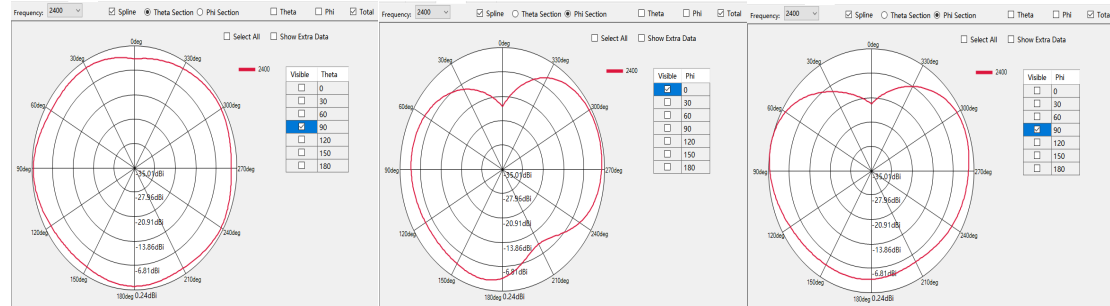 Frequency: 2400 Spline Theta Section Phi Section Theta Phi Total
Select All Show Extra Data
2400
Visible Theta
0
30
60
90
120
150
180
0deg
30deg
330deg
60deg
300deg
90deg
270deg
120deg
240deg
150deg
210deg
180deg
-35.01dBi
-27.96dBi
-20.91dBi
-13.86dBi
-6.81dBi
0.24dBi
Frequency: 2400 Spline Theta Section Phi Section Theta Phi Total
Select All Show Extra Data
2400
Visible Phi
0
30
60
90
120
150
180
0deg
30deg
330deg
60deg
300deg
90deg
270deg
120deg
240deg
150deg
210deg
180deg
-35.01dBi
-27.96dBi
-20.91dBi
-13.86dBi
-6.81dBi
0.24dBi
Frequency: 2400 Spline Theta Section Phi Section Theta Phi Total
Select All Show Extra Data
2400
Visible Phi
0
30
60
90
120
150
180
0deg
30deg
330deg
60deg
300deg
90deg
270deg
120deg
240deg
150deg
210deg
180deg
-35.01dBi
-27.96dBi
-20.91dBi
-13.86dBi
-6.81dBi
0.24dBi